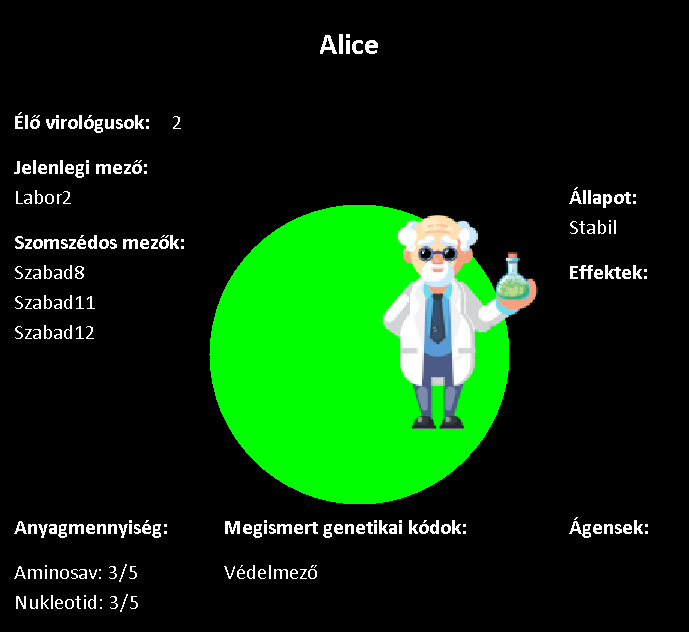 Alice
Élő virológusok: 2
Jelenlegi mező:
Labor2
Szomszédos mezők:
Szabad8
Szabad11
Szabad12
Állapot:
Stabil
Effektek:
Anyagmennyiség:
Aminosav: 3/5
Nukleotid: 3/5
Megismert genetikai kódok:
Védelmező
Ágensek: